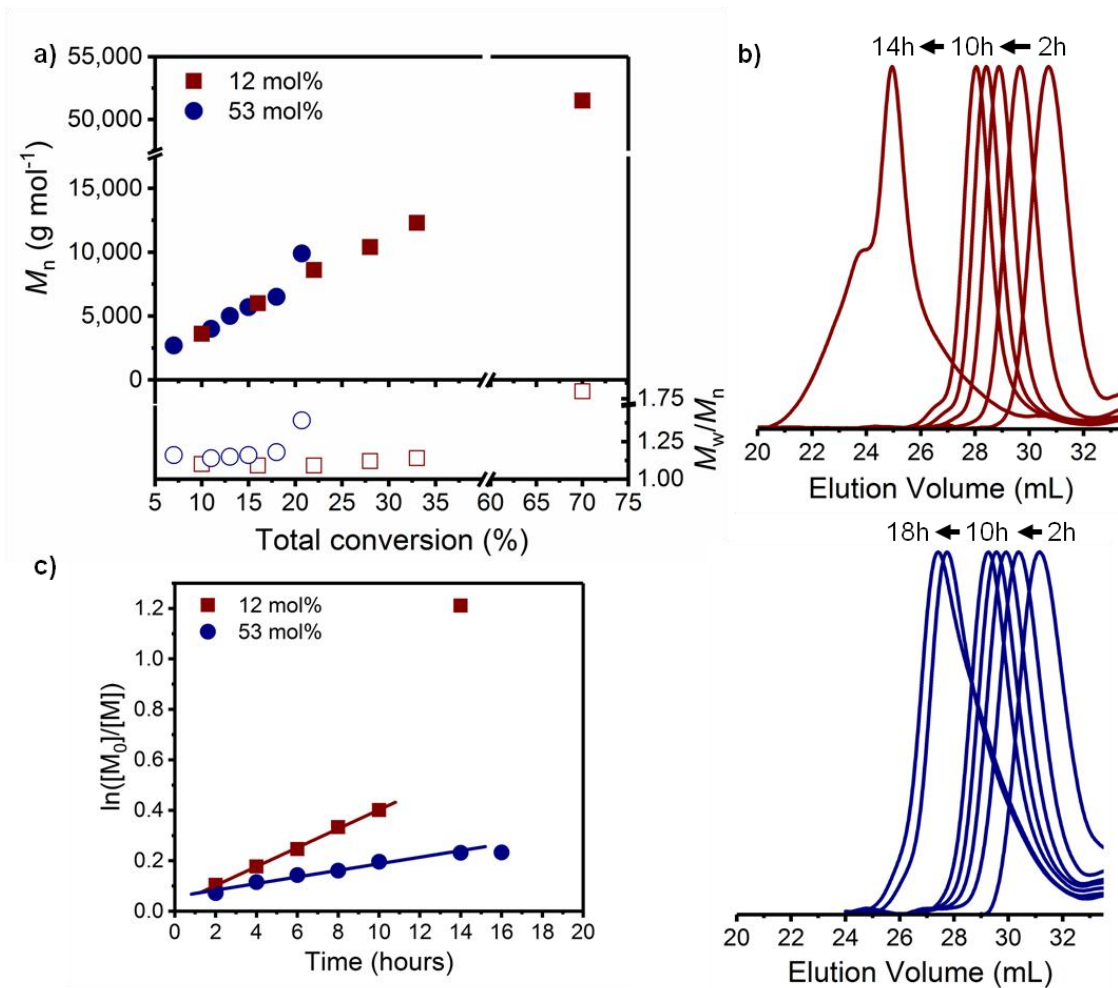 a)
55,000
50,000
15,000
10,000
5,000
0
Mn (g mol⁻¹)
12 mol%
53 mol%
1.75
1.25
1.00
Mw/Mn
5 10 15 20 25 30 35 60 65 70 75
Total conversion (%)
b)
14h 10h 2h
20 22 24 26 28 30 32
Elution Volume (mL)
18h 10h 2h
20 22 24 26 28 30 32
Elution Volume (mL)
c)
1.2
1.0
0.8
0.6
0.4
0.2
0.0
ln([M₀]/[M])
12 mol%
53 mol%
0 2 4 6 8 10 12 14 16 18 20
Time (hours)